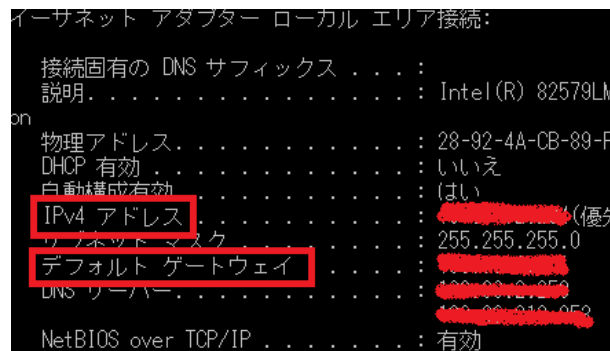 イーサネット アダプター ローカル エリア接続:
接続固有の DNS サフィックス . . . :
説明. . . . . . . . . . . . . . . : Intel(R) 82579LM
on
物理アドレス. . . . . . . . . . . : 28-92-4A-CB-89-
DHCP 有効 . . . . . . . . . . . . : いいえ
自動構成有効. . . . . . . . . . . : はい
IPv4 アドレス . . . . . . . . . . : (優先
サブネット マスク . . . . . . . . : 255.255.255.0
デフォルト ゲートウェイ . . . . . :
DNS サーバー. . . . . . . . . . . :
NetBIOS over TCP/IP . . . . . . . : 有効